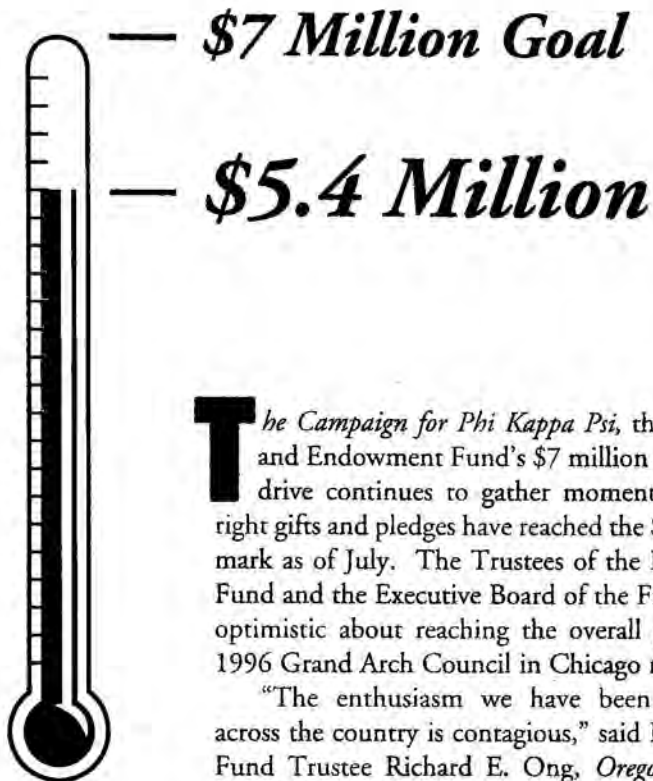 $7 Million Goal
$5.4 Million
The Campaign for Phi Kappa Psi, th
and Endowment Fund's $7 million
drive continues to gather moment
right gifts and pledges have reached the
mark as of July. The Trustees of the
Fund and the Executive Board of the F
optimistic about reaching the overall
1996 Grand Arch Council in Chicago
"The enthusiasm we have been
across the country is contagious," said
Fund Trustee Richard E. Ong, Orego